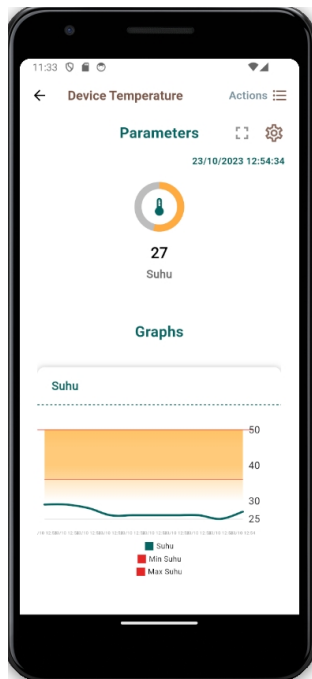 11:33
Device Temperature Actions
Parameters
23/10/2023 12:54:34
27
Suhu
Graphs
Suhu
50
40
30
25
Suhu
Min Suhu
Max Suhu